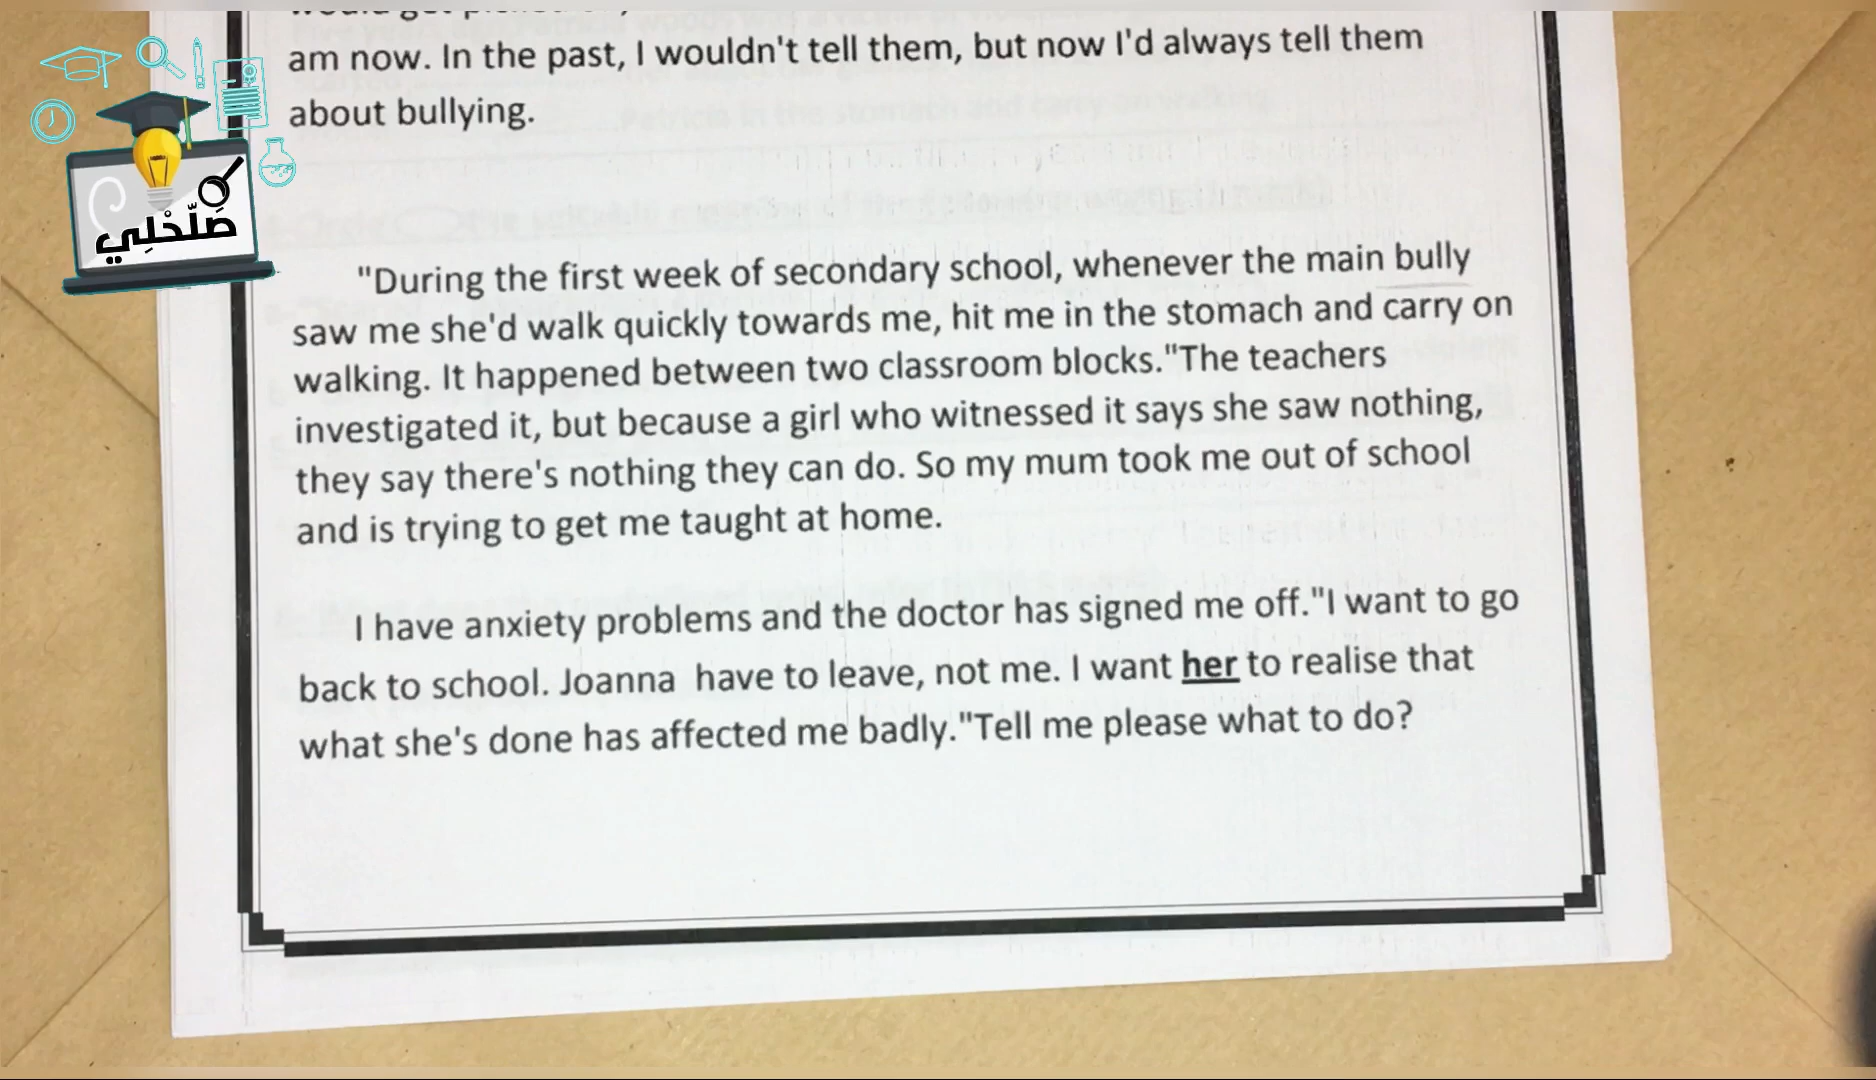 am now. In the past, I wouldn't tell them, but now I'd always tell them
about bullying.
صَلّحْلِي
"During the first week of secondary school, whenever the main bully
saw me she'd walk quickly towards me, hit me in the stomach and carry on
walking. It happened between two classroom blocks."The teachers
investigated it, but because a girl who witnessed it says she saw nothing,
they say there's nothing they can do. So my mum took me out of school
and is trying to get me taught at home.
I have anxiety problems and the doctor has signed me off."I want to go
back to school. Joanna have to leave, not me. I want her to realise that
what she's done has affected me badly."Tell me please what to do?